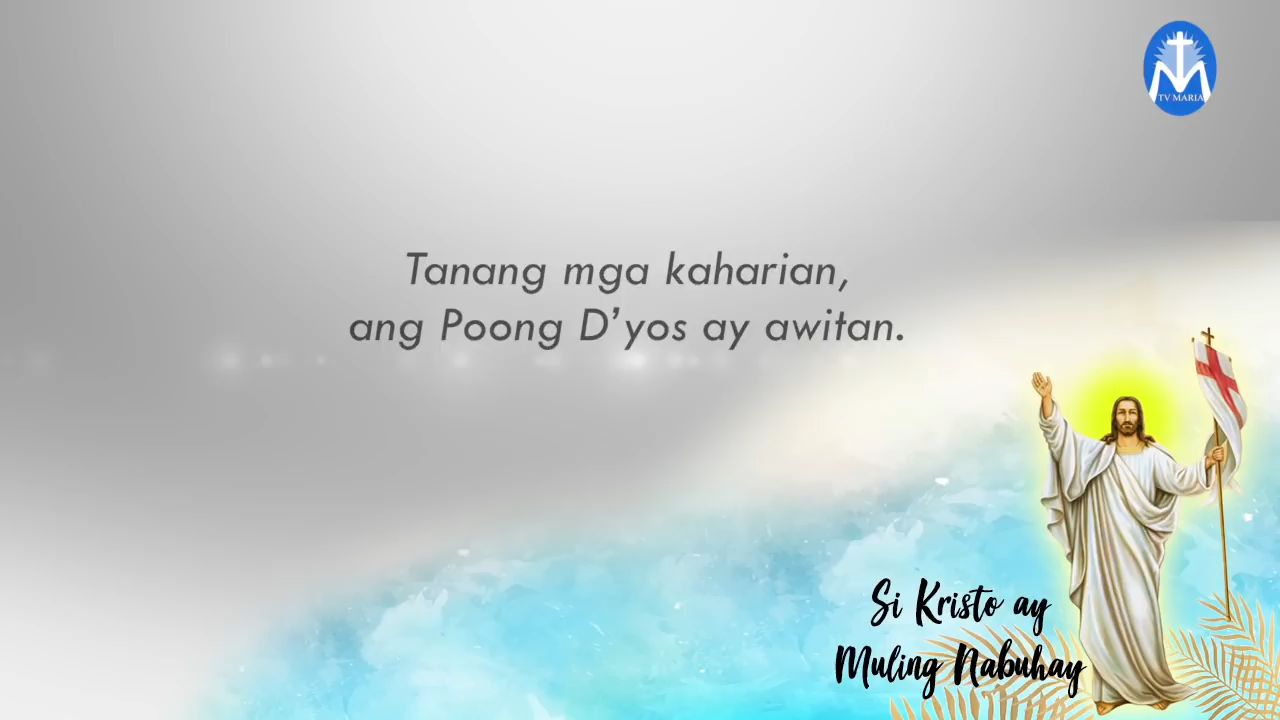 TV MARIA
Tanang mga kaharian,
ang Poong D’yos ay awitan.
Si Kristo ay
Muling Nabuhay